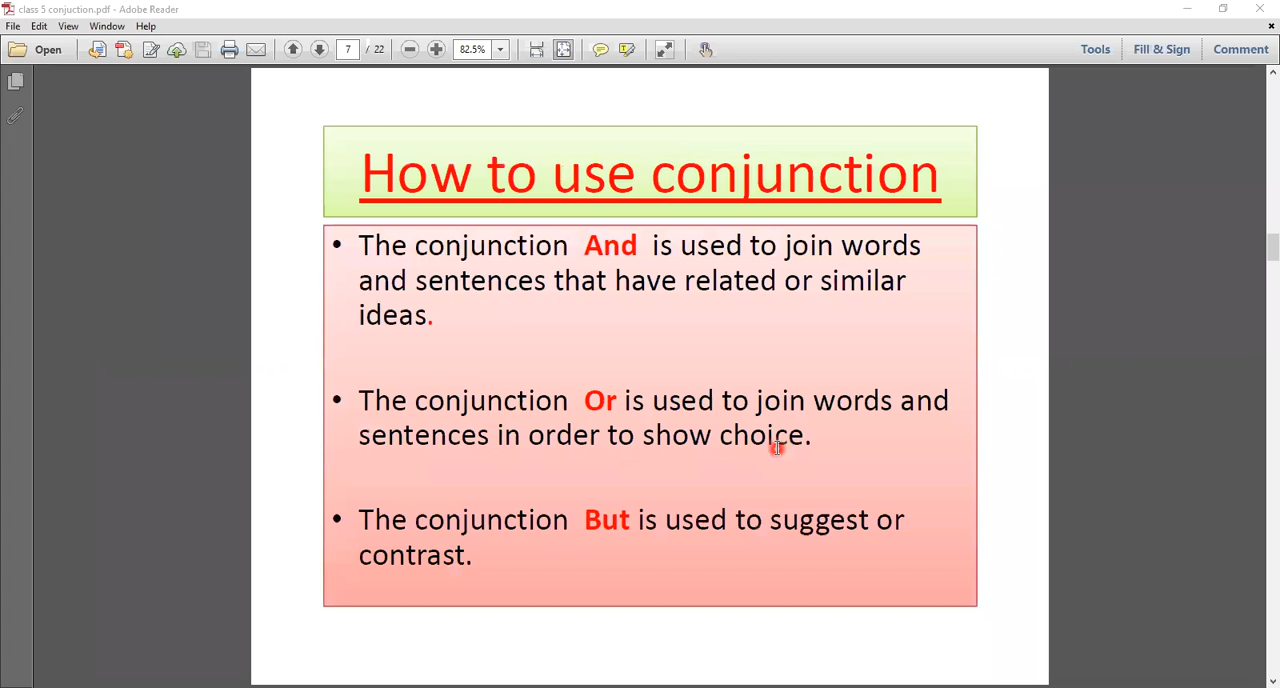 class 5 conjuction.pdf - Adobe Reader
File Edit View Window Help
Open 7 / 22 82.5% Tools Fill & Sign Comment
How to use conjunction
• The conjunction And is used to join words
and sentences that have related or similar
ideas.
• The conjunction Or is used to join words and
sentences in order to show choice.
• The conjunction But is used to suggest or
contrast.